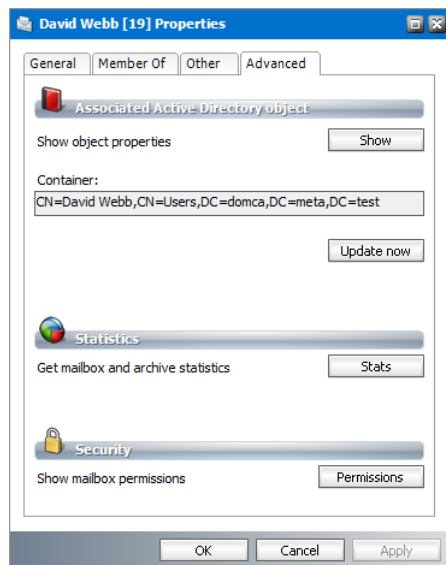 David Webb [19] Properties
General Member Of Other Advanced
Associated Active Directory object
Show object properties Show
Container:
CN=David Webb,CN=Users,DC=domca,DC=meta,DC=test
Update now
Statistics
Get mailbox and archive statistics Stats
Security
Show mailbox permissions Permissions
OK Cancel Apply